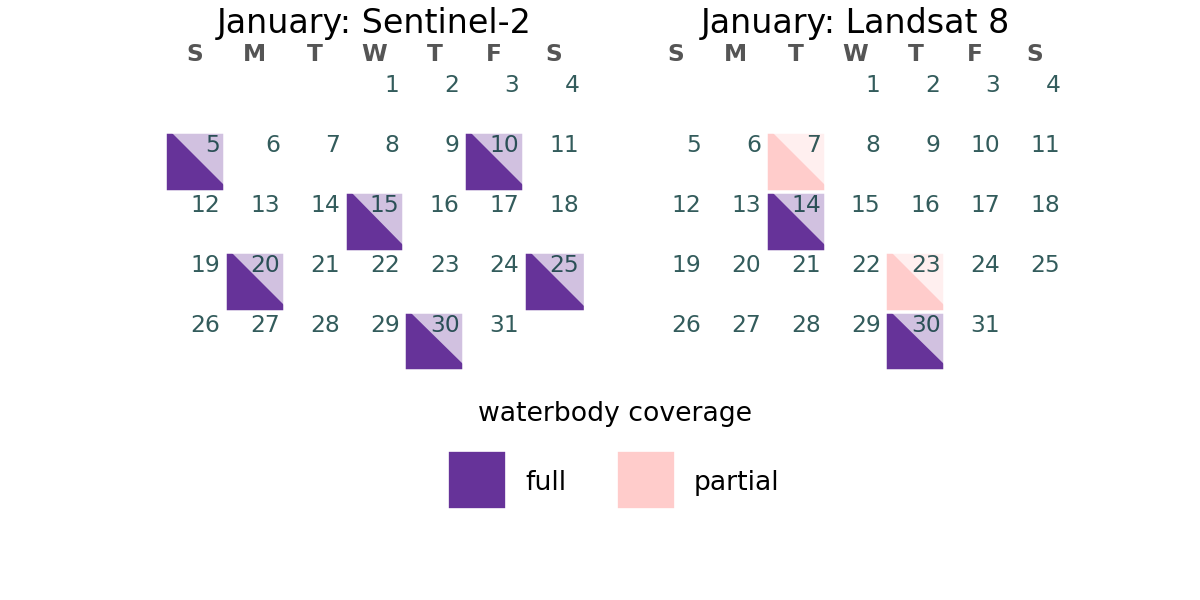 January: Sentinel-2
S M T W T F S
1 2 3 4
5 6 7 8 9 10 11
12 13 14 15 16 17 18
19 20 21 22 23 24 25
26 27 28 29 30 31
January: Landsat 8
S M T W T F S
1 2 3 4
5 6 7 8 9 10 11
12 13 14 15 16 17 18
19 20 21 22 23 24 25
26 27 28 29 30 31
waterbody coverage
full partial